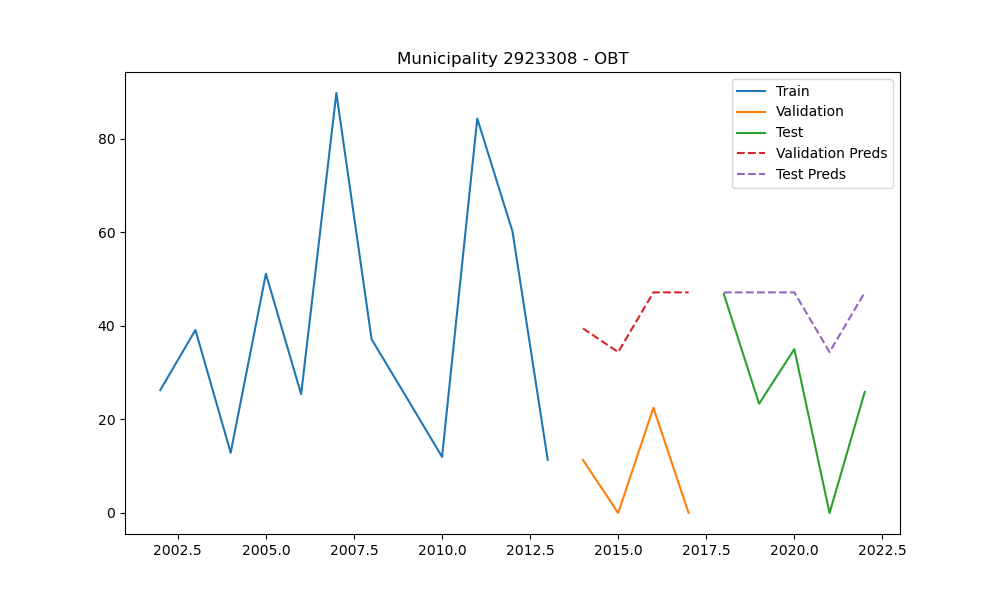 Municipality 2923308 - OBT
Train
Validation
Test
Validation Preds
Test Preds
80
60
40
20
0
2002.5 2005.0 2007.5 2010.0 2012.5 2015.0 2017.5 2020.0 2022.5